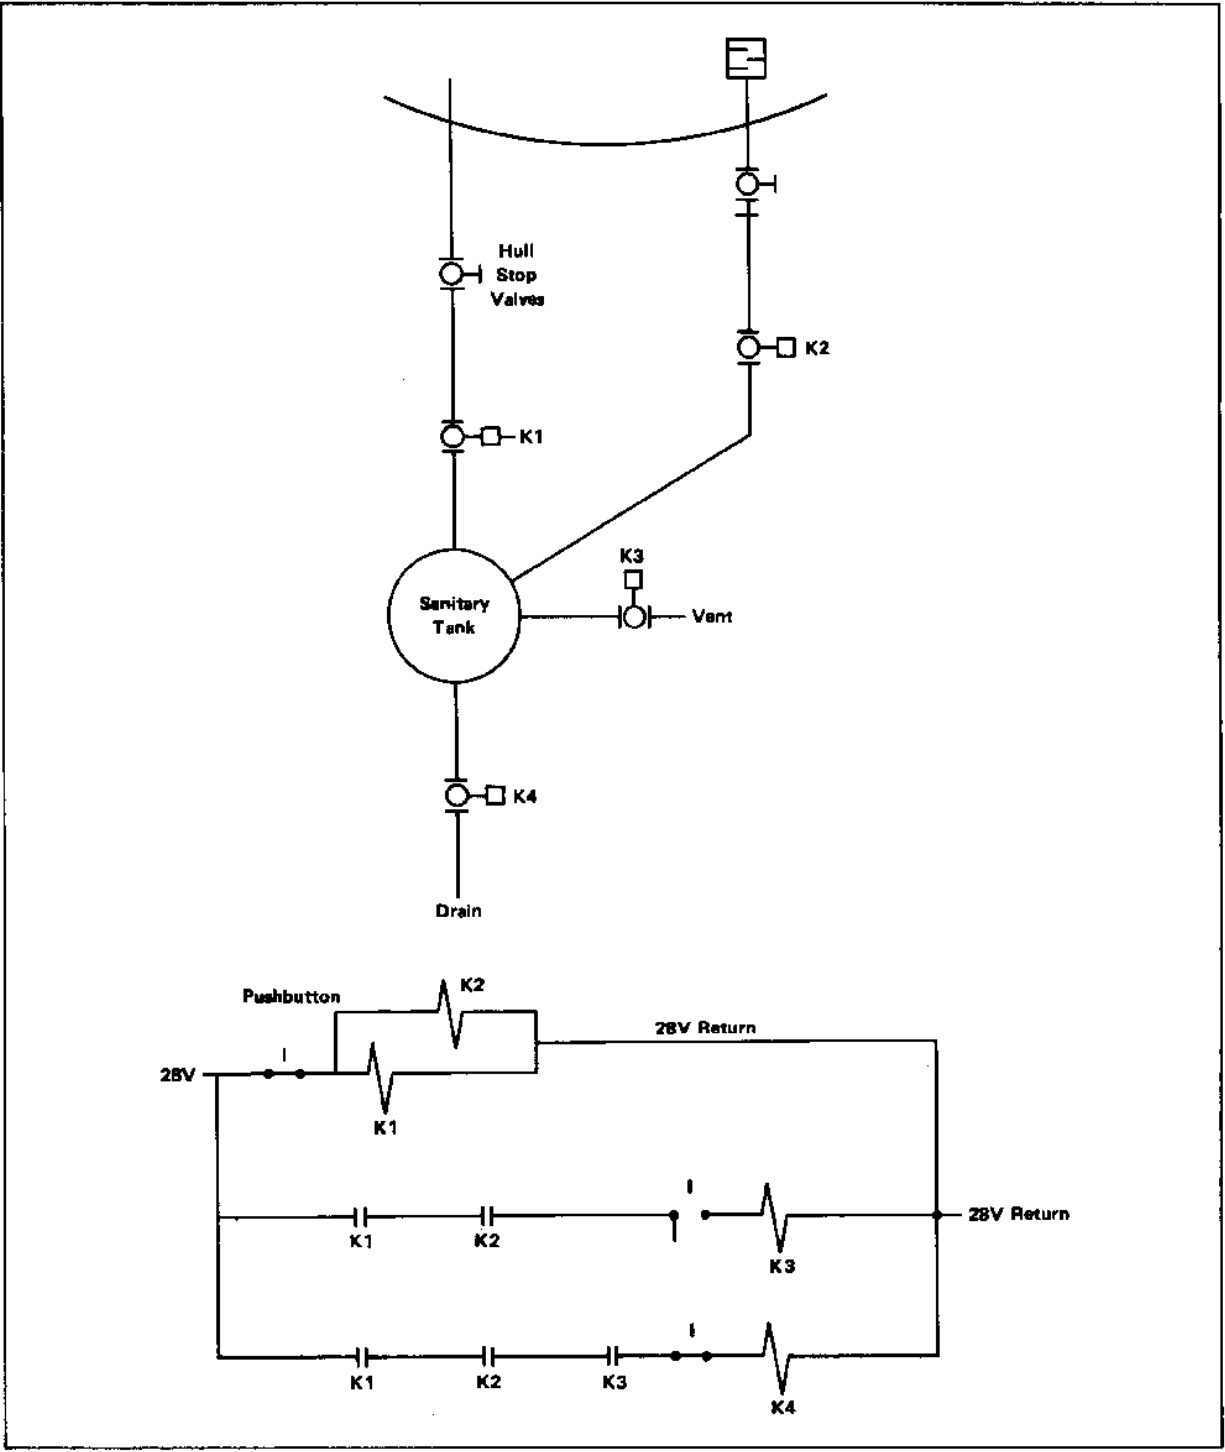 Hull
Stop
Valves
K2
K1
K3
Sanitary
Tank
Vent
K4
Drain
Pushbutton
K2
28V Return
28V
K1
K1
K2
K3
28V Return
K1
K2
K3
K4